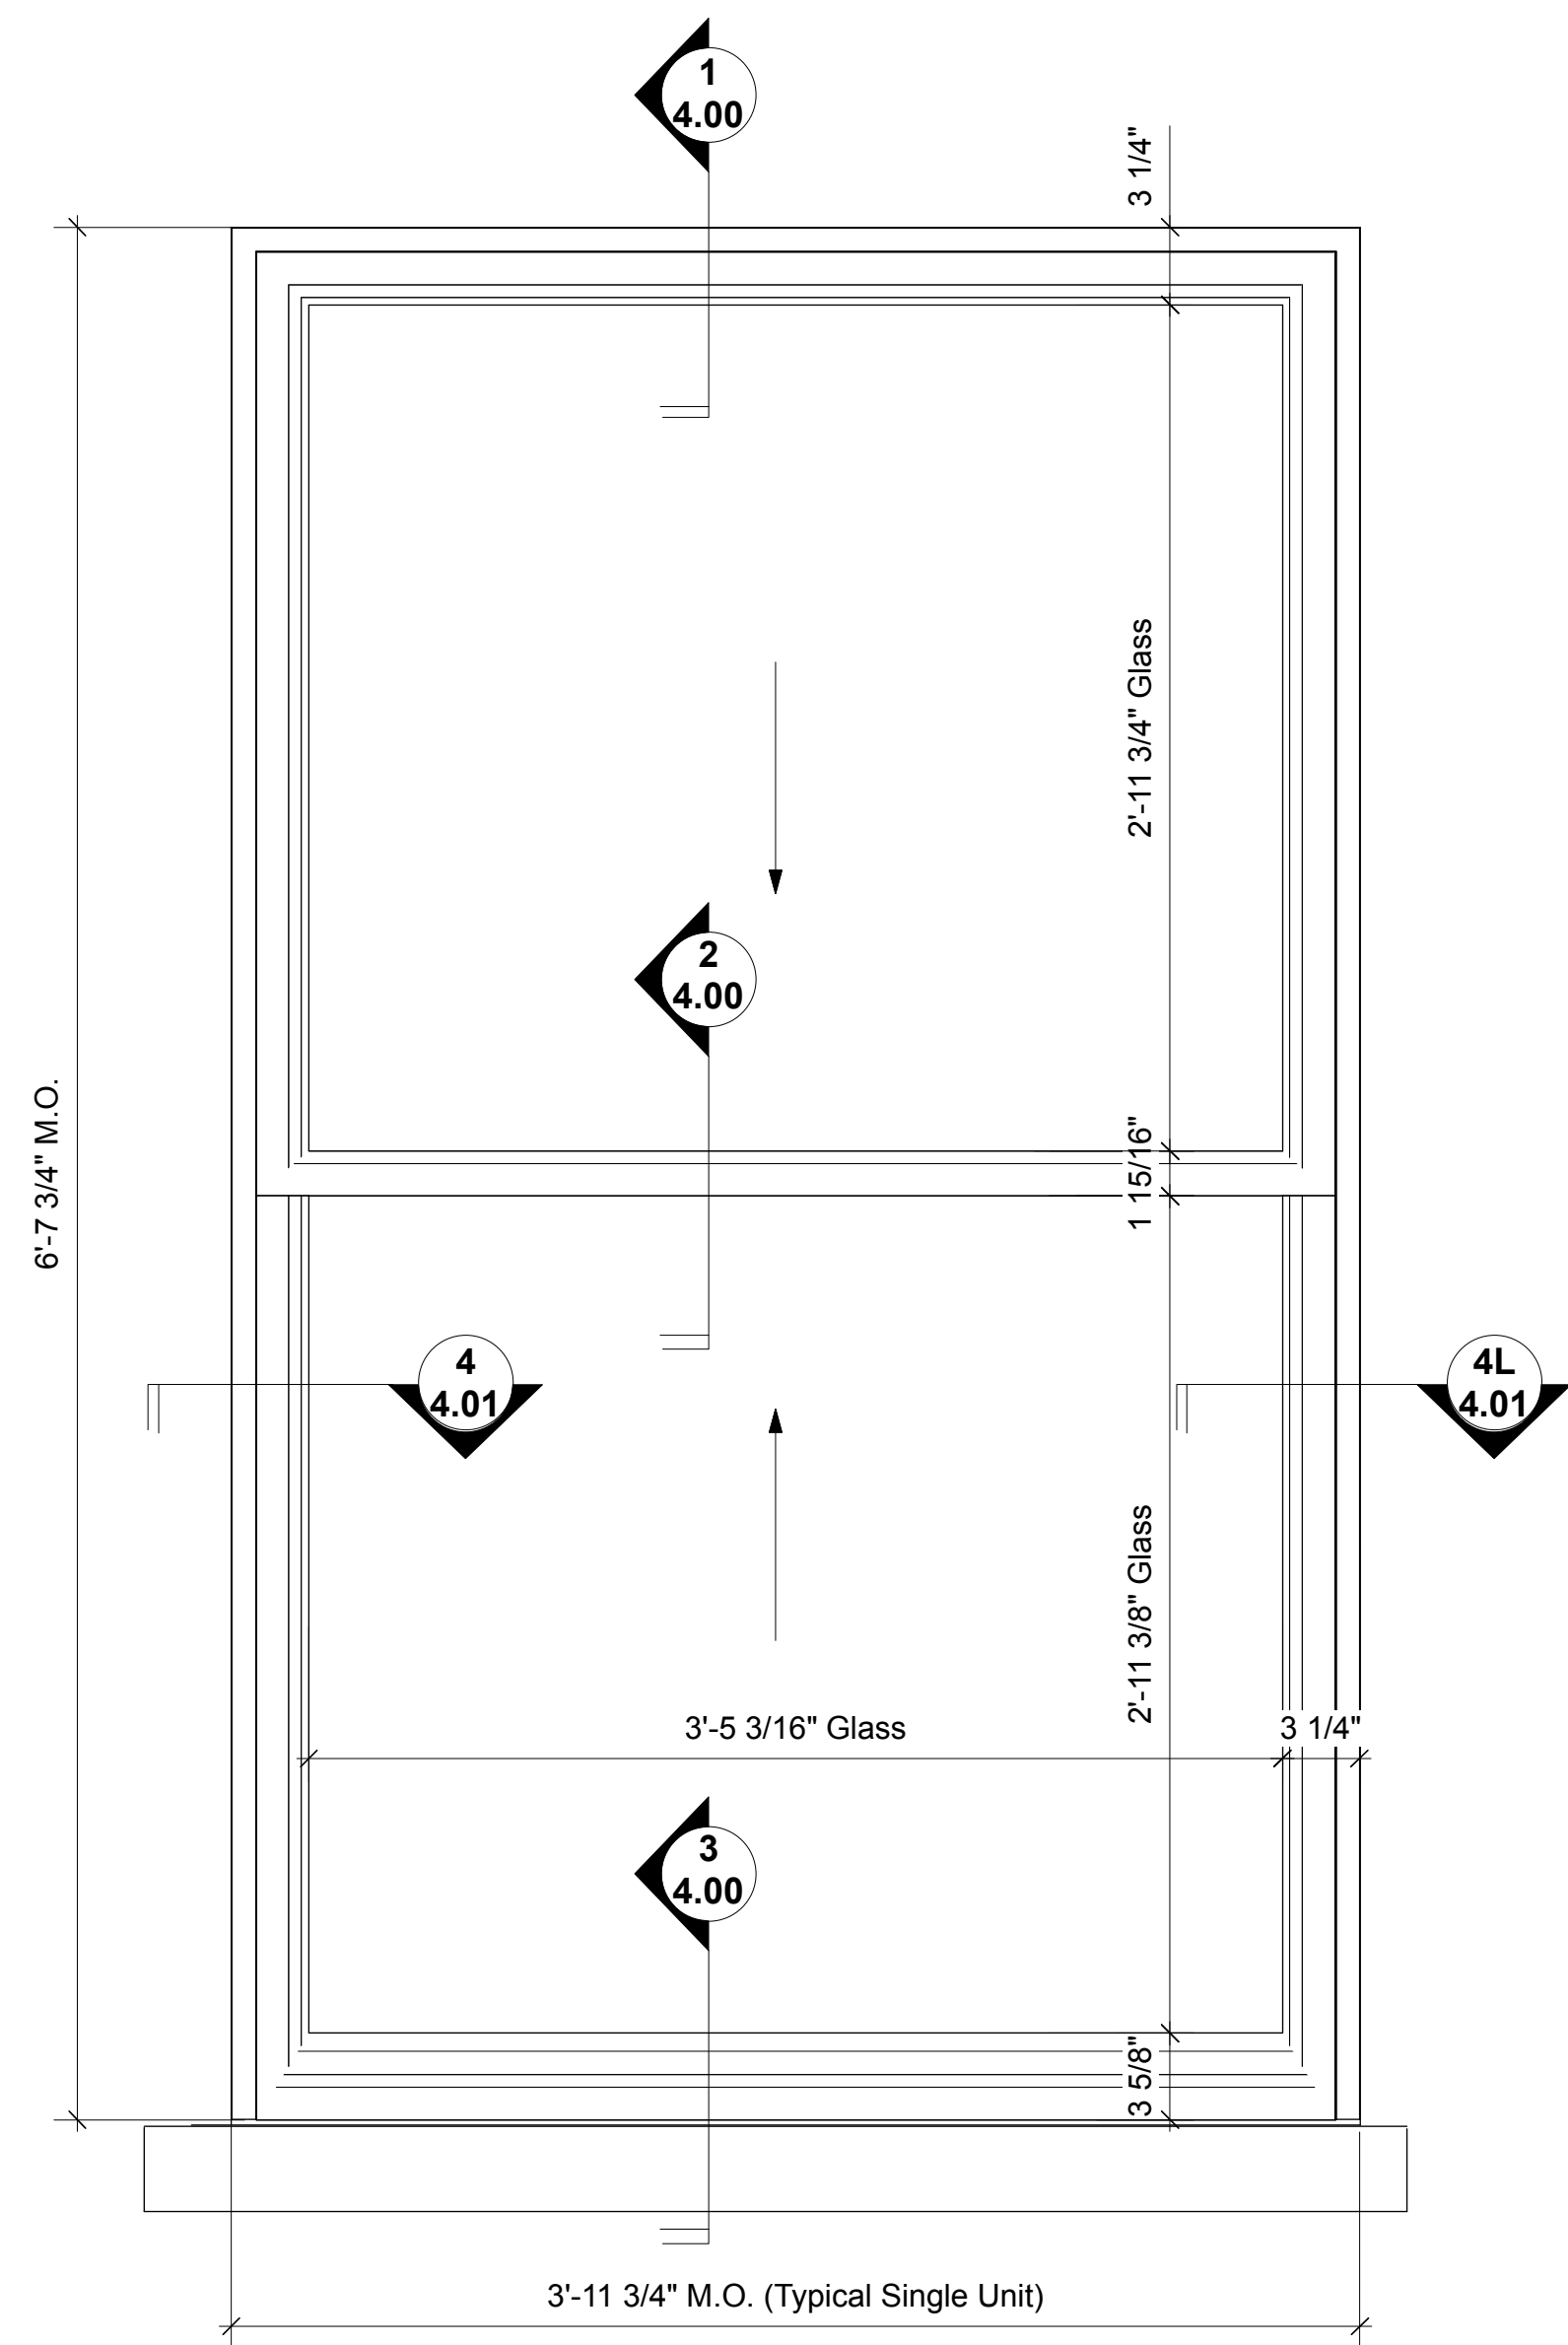 1
4.00
3 1/4"
2'-11 3/4" Glass
2
4.00
6'-7 3/4" M.O.
1 15/16"
4
4.01
4L
4.01
2'-11 3/8" Glass
3'-5 3/16" Glass
3 1/4"
3
4.00
3 5/8"
3'-11 3/4" M.O. (Typical Single Unit)